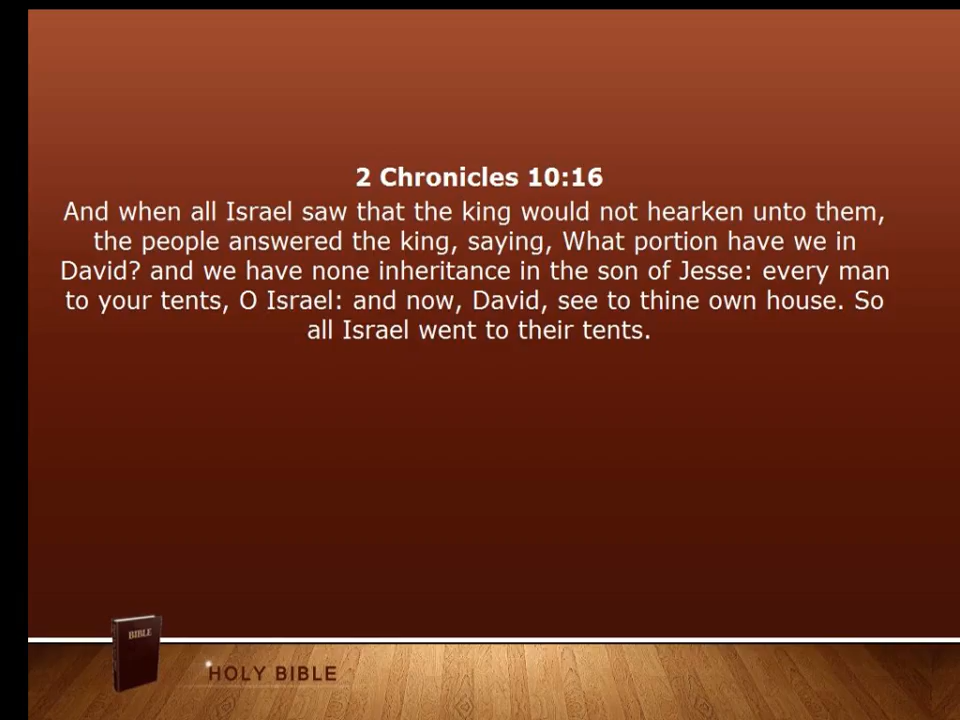 2 Chronicles 10:16
And when all Israel saw that the king would not hearken unto them,
the people answered the king, saying, What portion have we in
David? and we have none inheritance in the son of Jesse: every man
to your tents, O Israel: and now, David, see to thine own house. So
all Israel went to their tents.
BIBLE
HOLY BIBLE